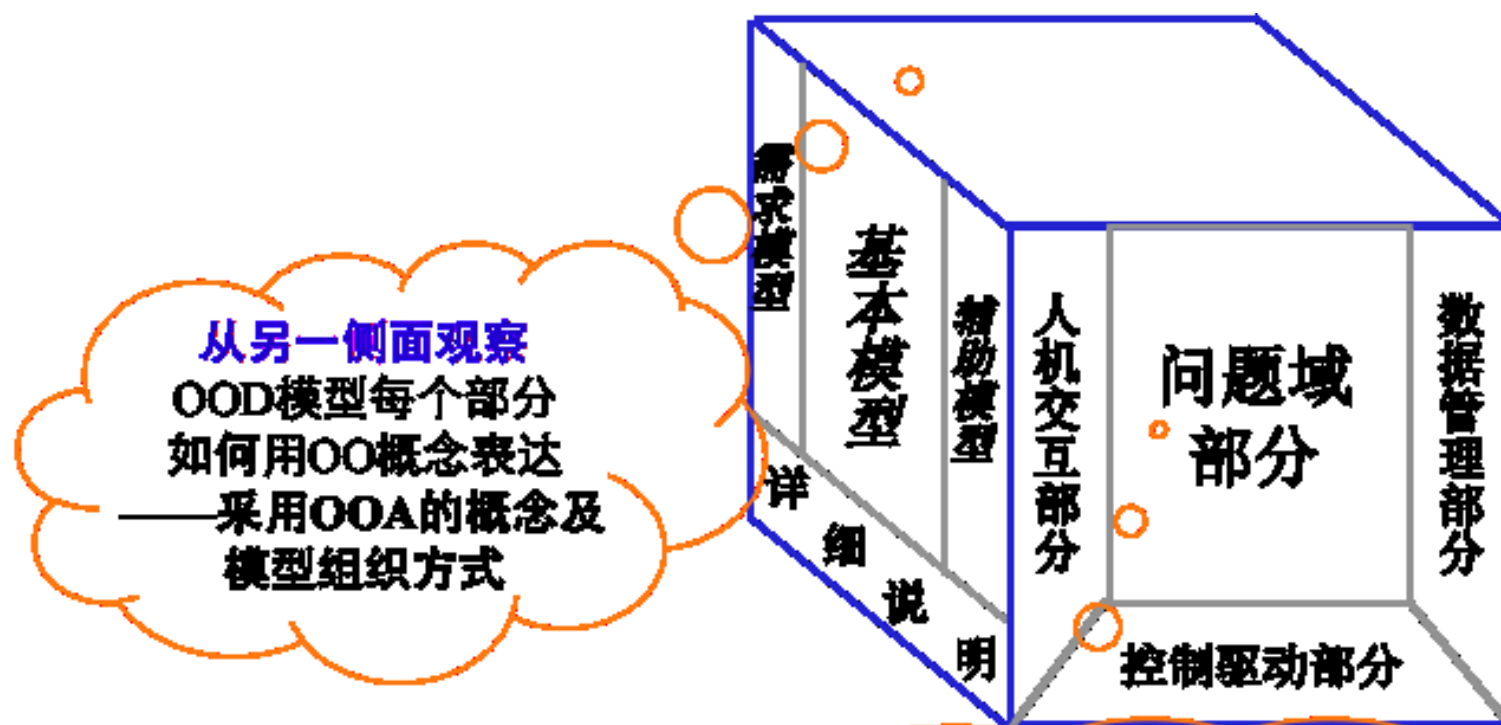 从另一侧面观察
OOD模型每个部分
如何用OO概念表达
——采用OOA的概念及
模型组织方式
需求模型
基本模型
辅助模型
详细说明
人机交互部分
问题域
部分
数据管理部分
控制驱动部分